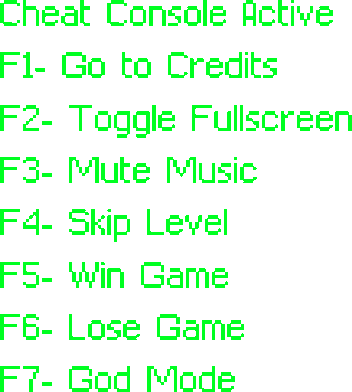 Cheat Console Active
F1- Go to Credits
F2- Toggle Fullscreen
F3- Mute Music
F4- Skip Level
F5- Win Game
F6- Lose Game
F7- God Mode